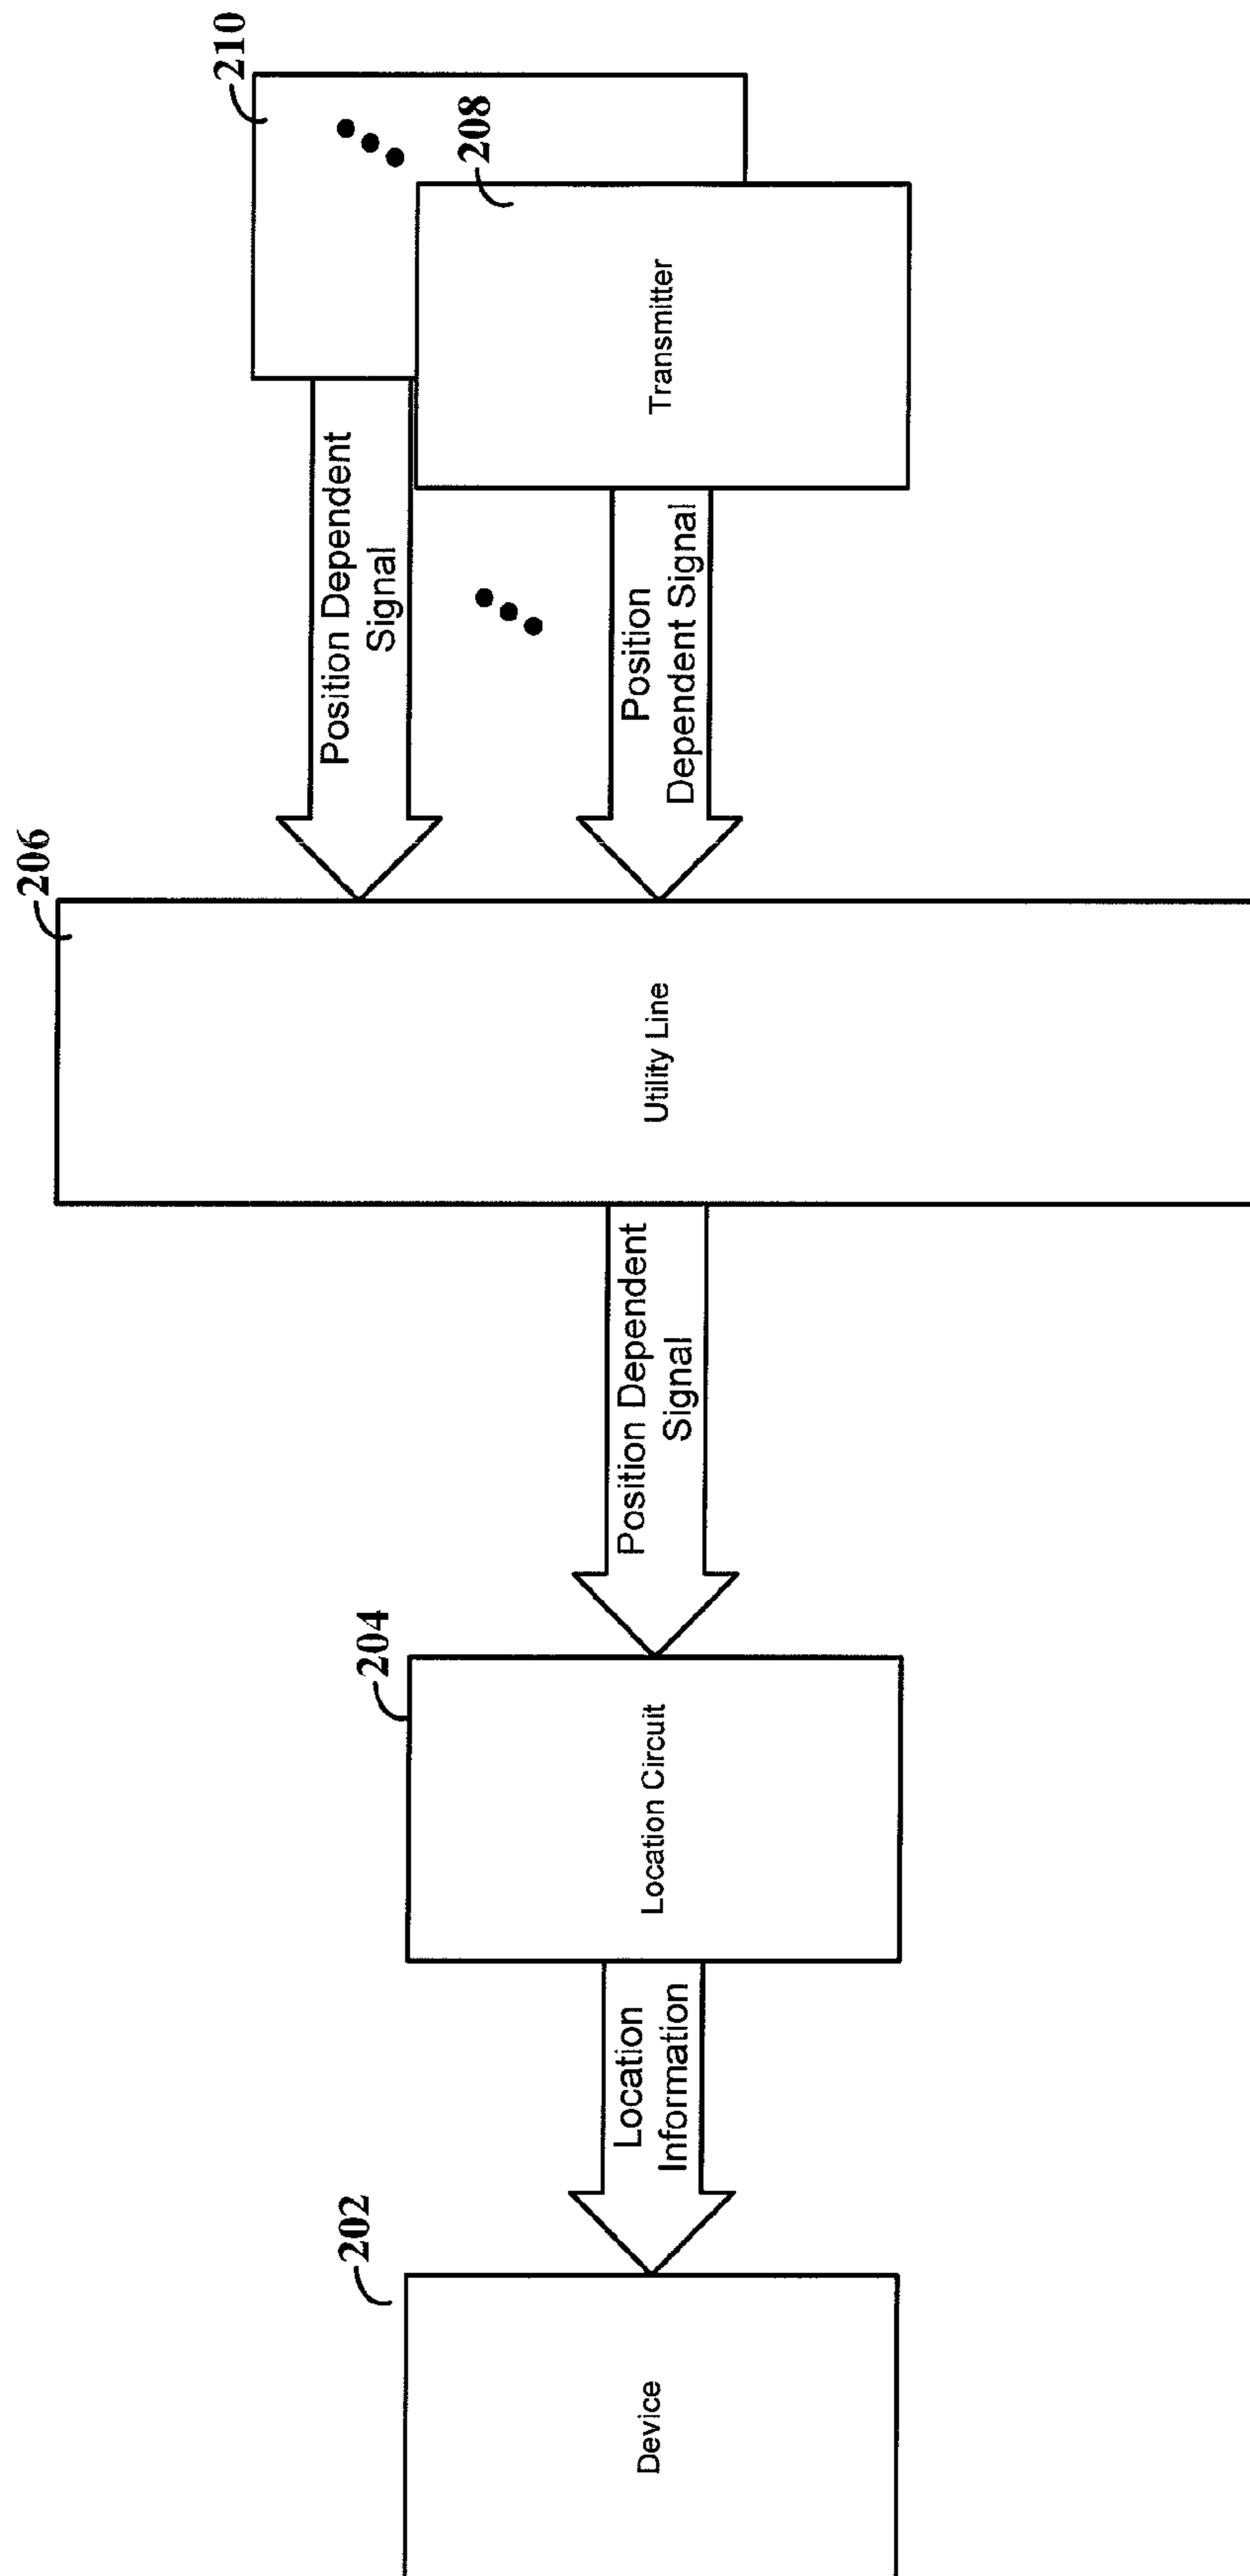 210
208
Transmitter
Position Dependent
Signal
Position
Dependent Signal
206
Utility Line
Position Dependent
Signal
204
Location Circuit
Location
Information
202
Device